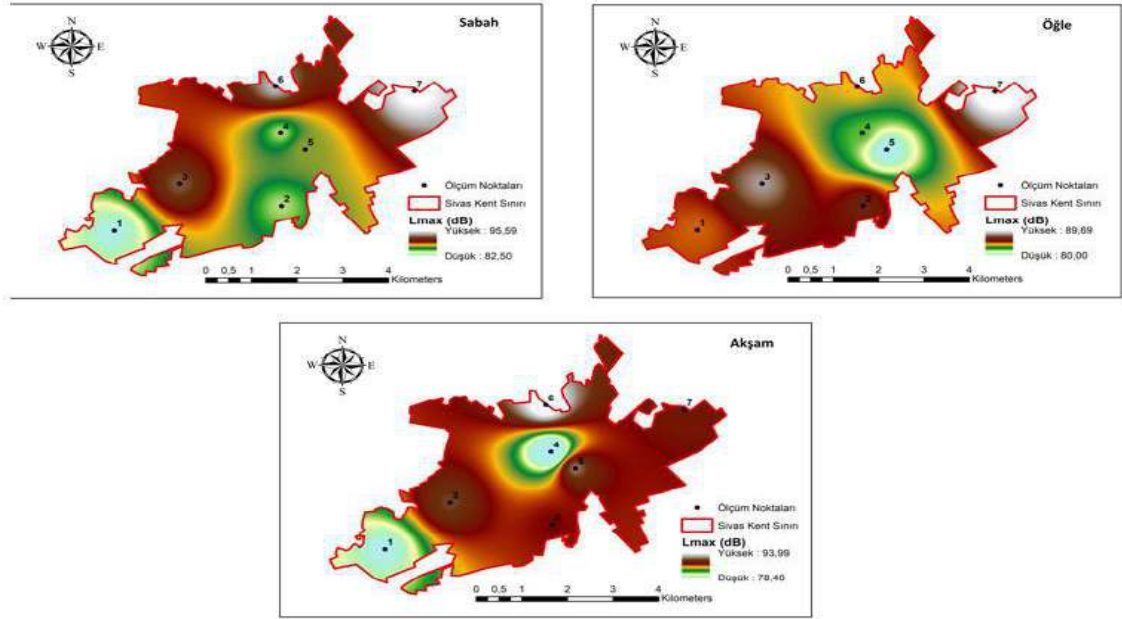 Sabah
N
W E
S
6
7
4
5
3
2
1
Ölçüm Noktaları
Sivas Kent Sınırı
Lmax (dB)
Yüksek : 95,59
Düşük : 82,50
0 0,5 1 2 3 4
Kilometers
Öğle
N
W E
S
6
7
4
5
3
2
1
Ölçüm Noktaları
Sivas Kent Sınırı
Lmax (dB)
Yüksek : 89,69
Düşük : 80,00
0 0,5 1 2 3 4
Kilometers
Akşam
N
W E
S
6
7
4
5
3
2
1
Ölçüm Noktaları
Sivas Kent Sınırı
Lmax (dB)
Yüksek : 93,99
Düşük : 78,40
0 0,5 1 2 3 4
Kilometers